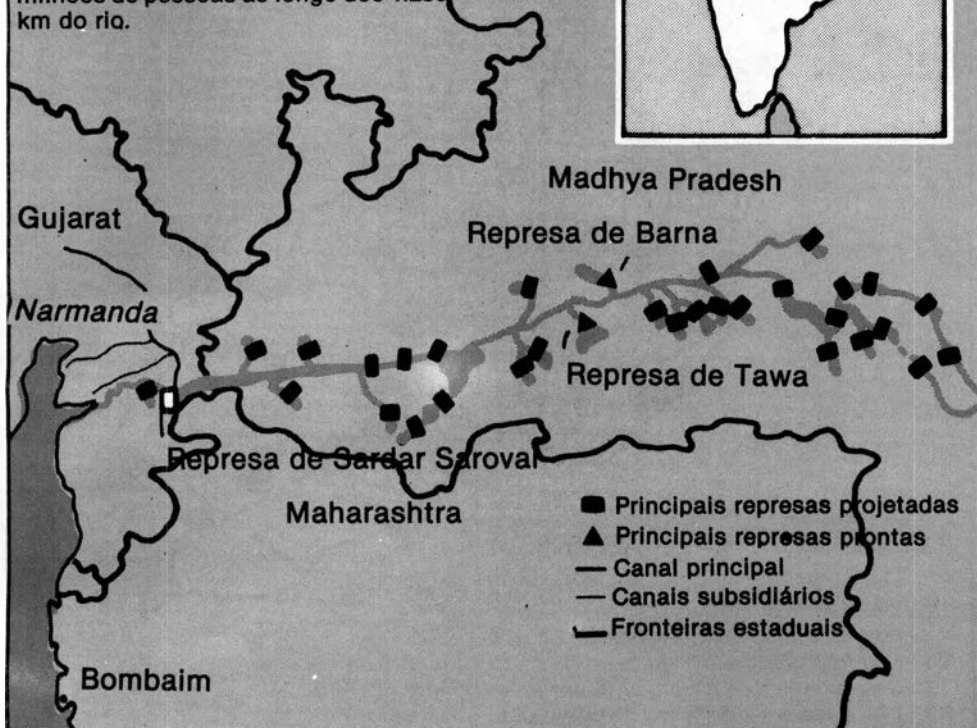 km do rio.
Madhya Pradesh
Gujarat
Represa de Barna
Narmanda
Represa de Tawa
Represa de Sardar Saroval
Maharashtra
Principais represas projetadas
Principais represas prontas
Canal principal
Canais subsidiários
Fronteiras estaduais
Bombaim